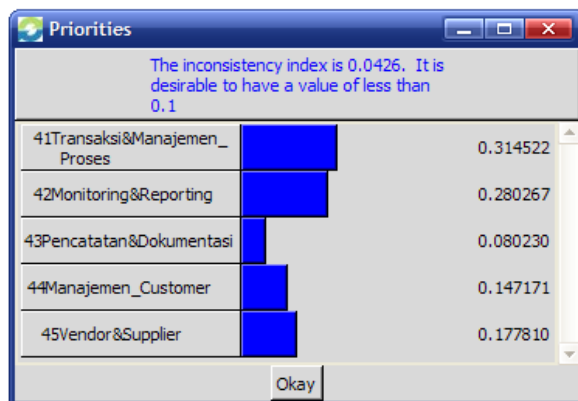 Priorities
The inconsistency index is 0.0426. It is
desirable to have a value of less than
0.1
41Transaksi&Manajemen_
Proses
0.314522
42Monitoring&Reporting
0.280267
43Pencatatan&Dokumentasi
0.080230
44Manajemen_Customer
0.147171
45Vendor&Supplier
0.177810
Okay